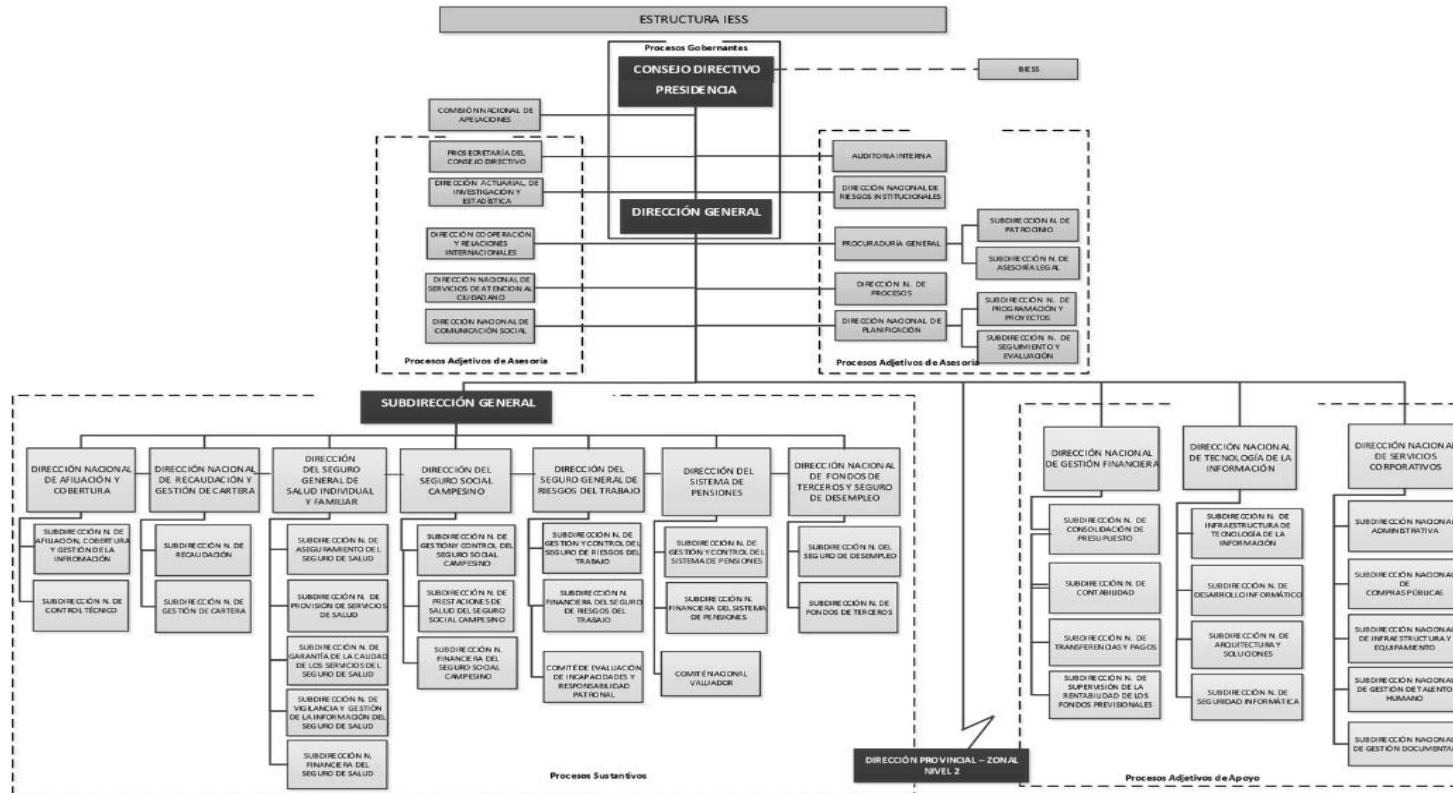 ESTRUCTURA IESS
Procesos Gobernantes
CONSEJO DIRECTIVO
PRESIDENCIA
BIESS
COMISIÓN NACIONAL DE
APELACIONES
PROSECRETARÍA DEL
CONSEJO DIRECTIVO
AUDITORIA INTERNA
DIRECCIÓN ACTUARIAL, DE
INVESTIGACIÓN Y
ESTADÍSTICA
DIRECCIÓN NACIONAL DE
RIESGOS INSTITUCIONALES
DIRECCIÓN GENERAL
DIRECCIÓN COOPERACIÓN
Y RELACIONES
INTERNACIONALES
PROCURADURÍA GENERAL
SUBDIRECCIÓN N. DE
PATROCINIO
SUBDIRECCIÓN N. DE
ASESORÍA LEGAL
DIRECCIÓN NACIONAL DE
SERVICIOS DE ATENCION AL
CIUDADANO
DIRECCIÓN N. DE
PROCESOS
DIRECCIÓN NACIONAL DE
COMUNICACIÓN SOCIAL
DIRECCIÓN NACIONAL DE
PLANIFICACIÓN
SUBDIRECCIÓN N. DE
PROGRAMACIÓN Y
PROYECTOS
SUBDIRECCIÓN N. DE
SEGUIMIENTO Y
EVALUACIÓN
Procesos Adjetivos de Asesoría
Procesos Adjetivos de Asesoría
SUBDIRECCIÓN GENERAL
DIRECCIÓN NACIONAL
DE AFILIACIÓN Y
COBERTURA
SUBDIRECCIÓN N. DE
AFILIACIÓN, COBERTURA
Y GESTIÓN DE LA
INFROMACIÓN
SUBDIRECCIÓN N. DE
CONTROL TÉCNICO
DIRECCIÓN NACIONAL
DE RECAUDACIÓN Y
GESTIÓN DE CARTERA
SUBDIRECCIÓN N. DE
RECAUDACIÓN
SUBDIRECCIÓN N. DE
GESTIÓN DE CARTERA
DIRECCIÓN
DEL SEGURO
GENERAL DE
SALUD INDIVIDUAL
Y FAMILIAR
SUBDIRECCIÓN N. DE
ASEGURAMIENTO DEL
SEGURO DE SALUD
SUBDIRECCIÓN N. DE
PROVISIÓN DE SERVICIOS
DE SALUD
SUBDIRECCIÓN N. DE
GARANTÍA DE LA CALIDAD
DE LOS SERVICIOS DEL
SEGURO DE SALUD
SUBDIRECCIÓN N. DE
VIGILANCIA Y GESTIÓN
DE LA INFORMACIÓN DEL
SEGURO DE SALUD
SUBDIRECCIÓN N.
FINANCIERA DEL
SEGURO DE SALUD
DIRECCIÓN DEL
SEGURO SOCIAL
CAMPESINO
SUBDIRECCIÓN N. DE
GESTIÓN Y CONTROL DEL
SEGURO SOCIAL
CAMPESINO
SUBDIRECCIÓN N. DE
PRESTACIONES DE
SALUD DEL SEGURO
SOCIAL CAMPESINO
SUBDIRECCIÓN N.
FINANCIERA DEL
SEGURO SOCIAL
CAMPESINO
DIRECCIÓN DEL
SEGURO GENERAL DE
RIESGOS DEL TRABAJO
SUBDIRECCIÓN N. DE
GESTIÓN Y CONTROL DEL
SEGURO DE RIESGOS DEL
TRABAJO
SUBDIRECCIÓN N.
FINANCIERA DEL SEGURO
DE RIESGOS DEL
TRABAJO
COMITÉ DE EVALUACIÓN
DE INCAPACIDADES Y
RESPONSABILIDAD
PATRONAL
DIRECCIÓN DEL
SISTEMA DE
PENSIONES
SUBDIRECCIÓN N. DE
GESTIÓN Y CONTROL DEL
SISTEMA DE PENSIONES
SUBDIRECCIÓN N.
FINANCIERA DEL SISTEMA
DE PENSIONES
COMITÉ NACIONAL
VALUADOR
DIRECCIÓN NACIONAL
DE FONDOS DE
TERCEROS Y SEGURO
DE DESEMPLEO
SUBDIRECCIÓN N. DEL
SEGURO DE DESEMPLEO
SUBDIRECCIÓN N. DE
FONDOS DE TERCEROS
Procesos Sustantivos
DIRECCIÓN PROVINCIAL – ZONAL
NIVEL 2
DIRECCIÓN NACIONAL
DE GESTIÓN FINANCIERA
SUBDIRECCIÓN N. DE
CONSOLIDACIÓN DE
PRESUPUESTO
SUBDIRECCIÓN N. DE
CONTABILIDAD
SUBDIRECCIÓN N. DE
TRANSFERENCIAS Y PAGOS
SUBDIRECCIÓN N. DE
SUPERVISIÓN DE LA
RENTABILIDAD DE LOS
FONDOS PREVISIONALES
DIRECCIÓN NACIONAL
DE TECNOLOGÍA DE LA
INFORMACIÓN
SUBDIRECCIÓN N. DE
INFRAESTRUCTURA DE
TECNOLOGÍA DE LA
INFORMACIÓN
SUBDIRECCIÓN N. DE
DESARROLLO INFORMÁTICO
SUBDIRECCIÓN N. DE
ARQUITECTURA Y
SOLUCIONES
SUBDIRECCIÓN N. DE
SEGURIDAD INFORMÁTICA
DIRECCIÓN NACIONAL
DE SERVICIOS
CORPORATIVOS
SUBDIRECCIÓN NACIONAL
ADMINISTRATIVA
SUBDIRECCIÓN NACIONAL
DE
COMPRAS PÚBLICAS
SUBDIRECCIÓN NACIONAL
DE INFRAESTRUCTURA Y
EQUIPAMIENTO
SUBDIRECCIÓN NACIONAL
DE GESTIÓN DE TALENTO
HUMANO
SUBDIRECCIÓN NACIONAL
DE GESTIÓN DOCUMENTAL
Procesos Adjetivos de Apoyo